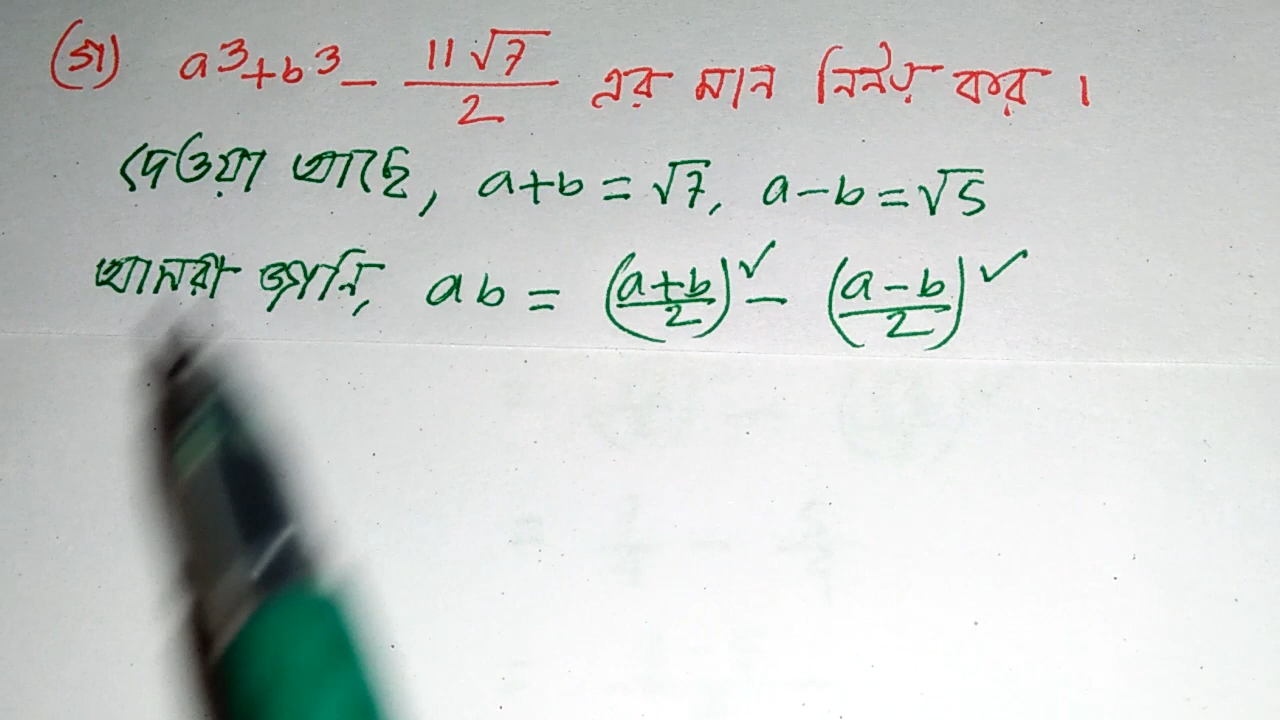 (গ) a³+b³ - 11√7/2 এর মান নির্ণয় কর ।
দেওয়া আছে, a+b = √7, a-b = √5
আমরা জানি, ab = (a+b/2)² - (a-b/2)²